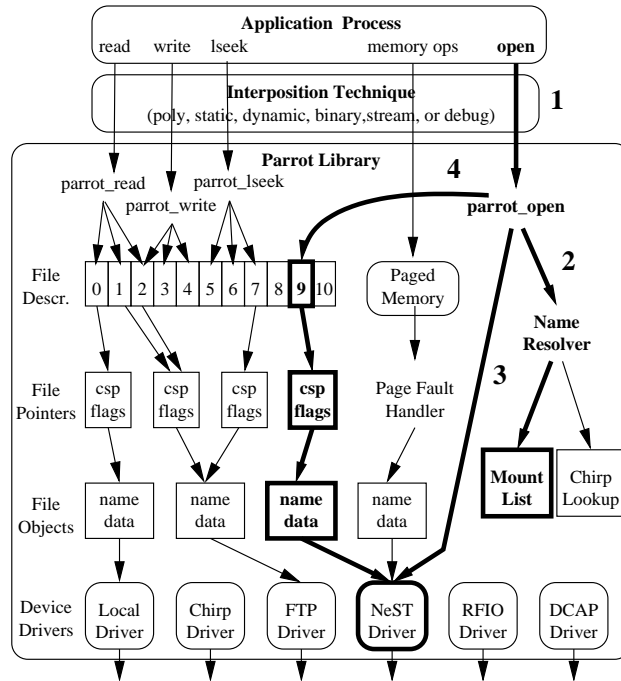 Application Process
read write lseek memory ops open
Interposition Technique
(poly, static, dynamic, binary,stream, or debug)
1
Parrot Library
4
parrot_read parrot_lseek
parrot_write
parrot_open
2
File
Descr.
0 1 2 3 4 5 6 7 8 9 10
Paged
Memory
Name
Resolver
3
File
Pointers
csp
flags
csp
flags
csp
flags
csp
flags
Page Fault
Handler
Mount
List
Chirp
Lookup
File
Objects
name
data
name
data
name
data
name
data
Device
Drivers
Local
Driver
Chirp
Driver
FTP
Driver
NeST
Driver
RFIO
Driver
DCAP
Driver